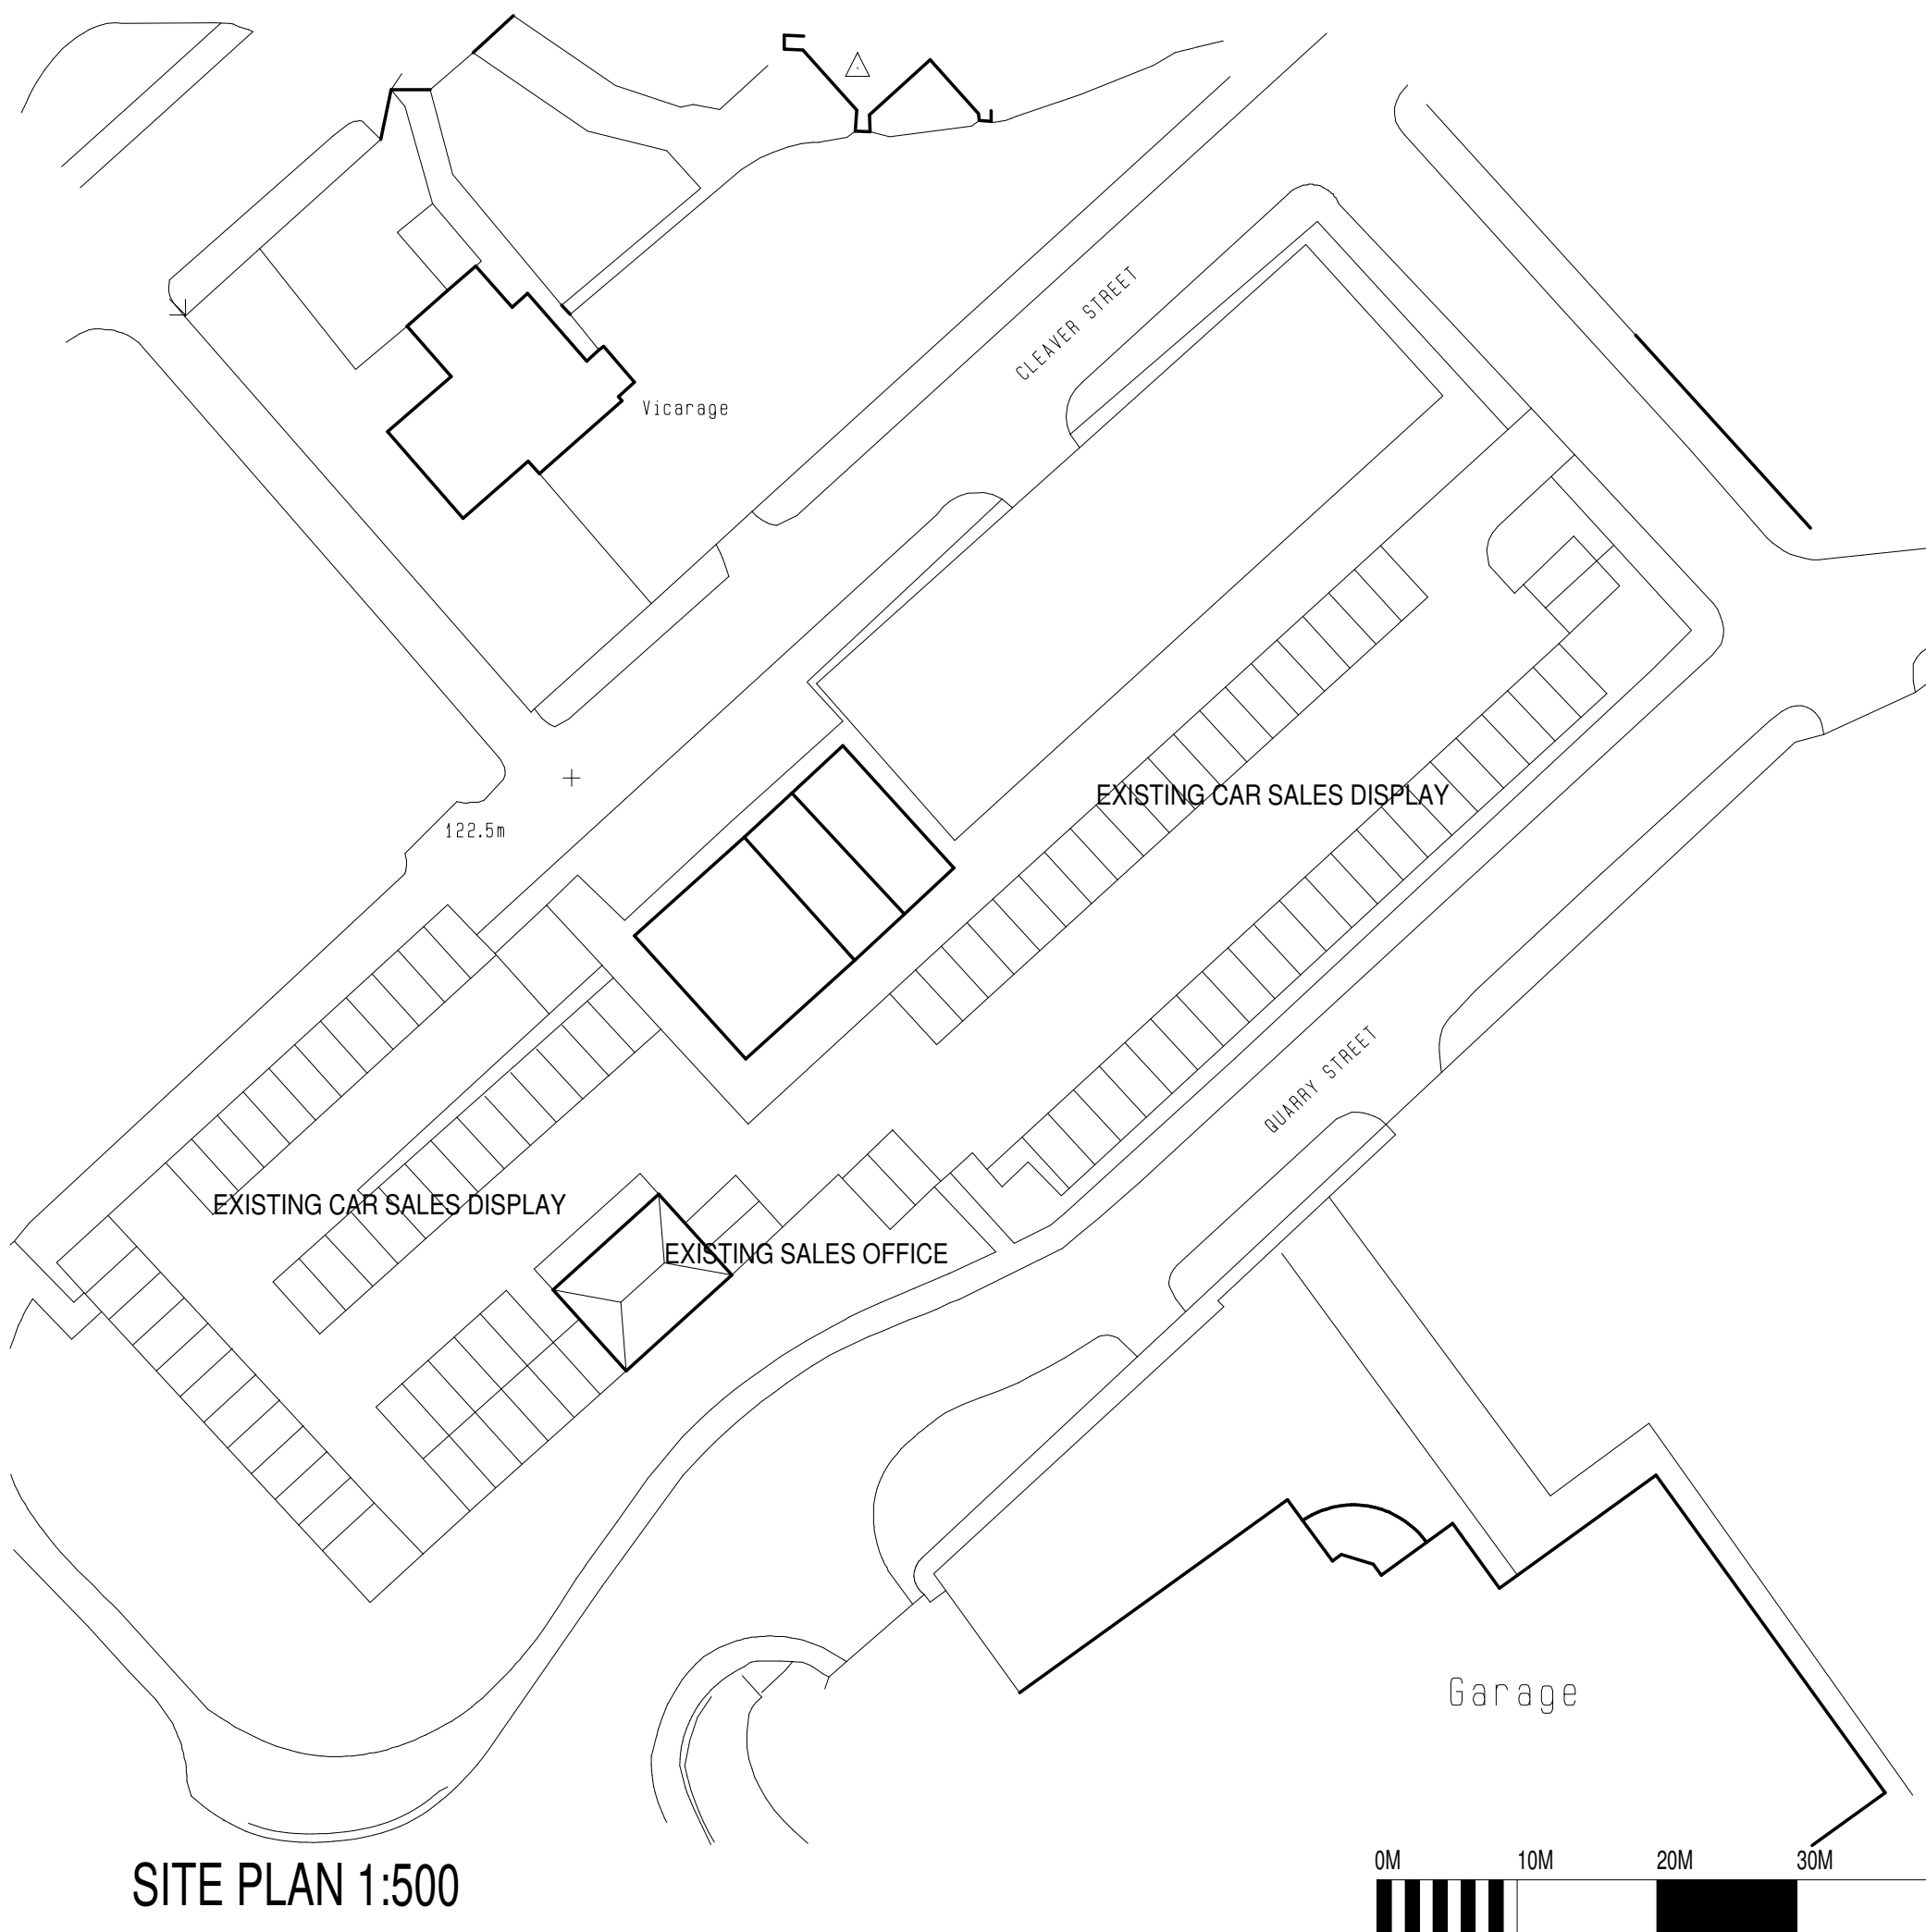 CLEAVER STREET
Vicarage
EXISTING CAR SALES DISPLAY
122.5m
QUARRY STREET
EXISTING CAR SALES DISPLAY
EXISTING SALES OFFICE
Garage
SITE PLAN 1:500
0M 10M 20M 30M